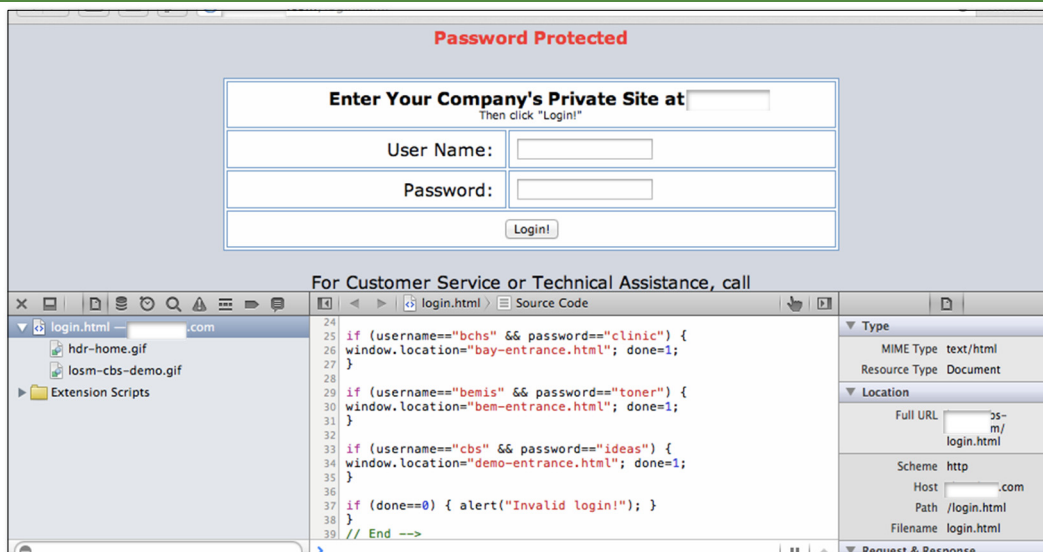 Password Protected
Enter Your Company's Private Site at
Then click "Login!"
User Name:
Password:
Login!
For Customer Service or Technical Assistance, call
login.html Source Code
login.html — .com
hdr-home.gif
losm-cbs-demo.gif
Extension Scripts
24
25 if (username=="bchs" && password=="clinic") {
26 window.location="bay-entrance.html"; done=1;
27 }
28
29 if (username=="bemis" && password=="toner") {
30 window.location="bem-entrance.html"; done=1;
31 }
32
33 if (username=="cbs" && password=="ideas") {
34 window.location="demo-entrance.html"; done=1;
35 }
36
37 if (done==0) { alert("Invalid login!"); }
38 }
39 // End -->
Type
MIME Type text/html
Resource Type Document
Location
Full URL bs-
m/
login.html
Scheme http
Host .com
Path /login.html
Filename login.html
Request & Response